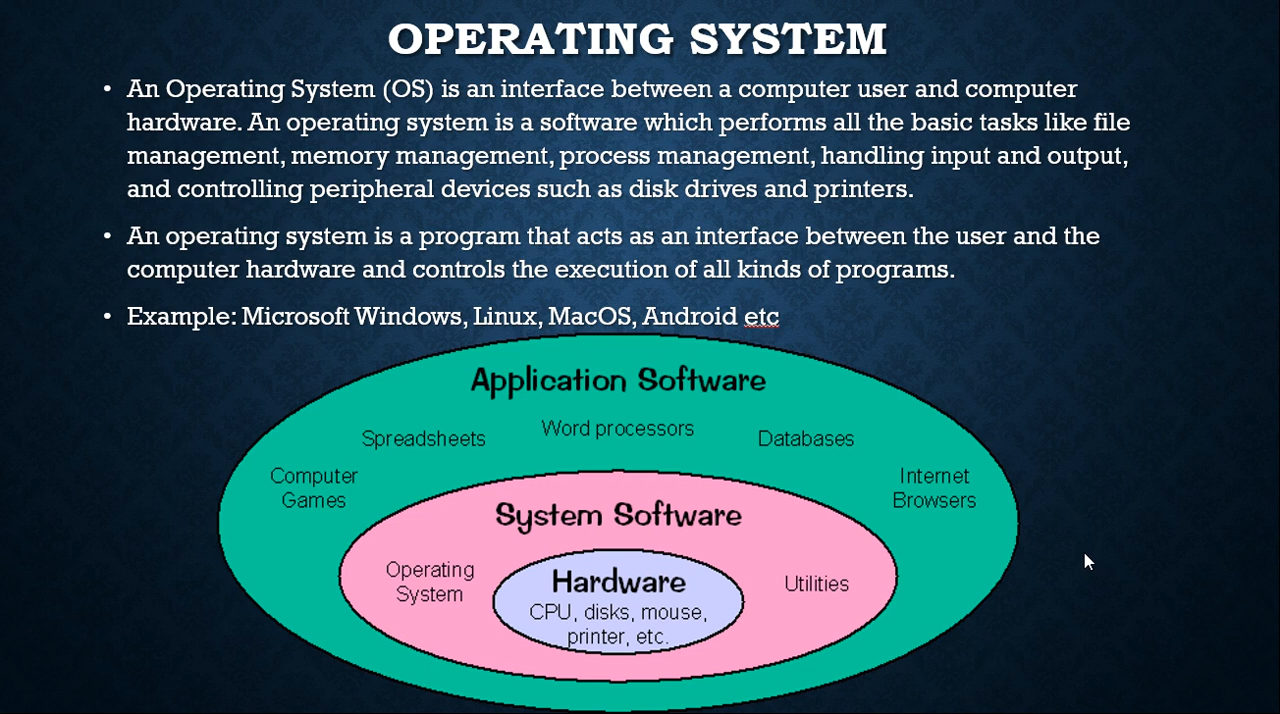 OPERATING SYSTEM
• An Operating System (OS) is an interface between a computer user and computer
hardware. An operating system is a software which performs all the basic tasks like file
management, memory management, process management, handling input and output,
and controlling peripheral devices such as disk drives and printers.
• An operating system is a program that acts as an interface between the user and the
computer hardware and controls the execution of all kinds of programs.
• Example: Microsoft Windows, Linux, MacOS, Android etc
Application Software
Spreadsheets
Word processors
Databases
Computer
Games
Internet
Browsers
System Software
Operating
System
Utilities
Hardware
CPU, disks, mouse,
printer, etc.